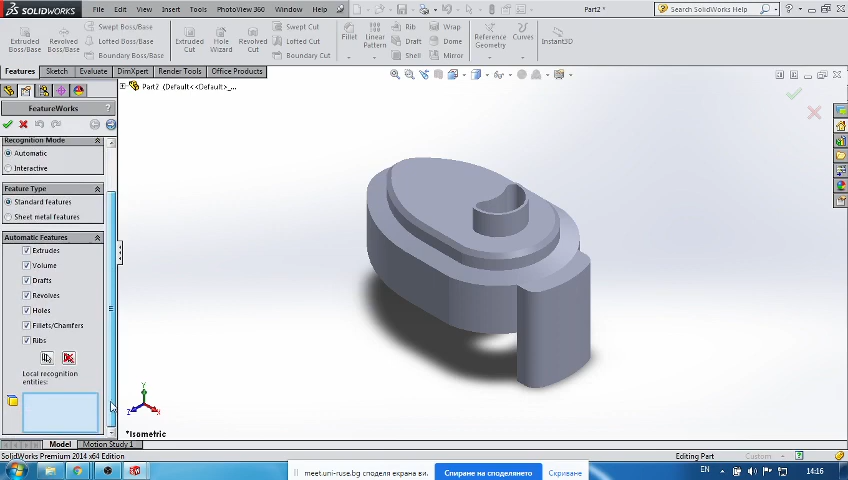 SOLIDWORKS File Edit View Insert Tools PhotoView 360 Window Help Part2 * Search SolidWorks Help
Extruded Boss/Base
Revolved Boss/Base
Swept Boss/Base
Lofted Boss/Base
Boundary Boss/Base
Extruded Cut
Hole Wizard
Revolved Cut
Swept Cut
Lofted Cut
Boundary Cut
Fillet
Linear Pattern
Rib
Draft
Shell
Wrap
Dome
Mirror
Reference Geometry
Curves
Instant3D
Features Sketch Evaluate DimXpert Render Tools Office Products
Part2 (Default<<Default>_...
FeatureWorks ?
Recognition Mode
Automatic
Interactive
Feature Type
Standard features
Sheet metal features
Automatic Features
Extrudes
Volume
Drafts
Revolves
Holes
Fillets/Chamfers
Ribs
Local recognition entities:
Y
Z X
*Isometric
Model Motion Study 1
SolidWorks Premium 2014 x64 Edition Editing Part Custom
meet.uni-ruse.bg споделя екрана ви. Спиране на споделянето Скриване
EN 14:16